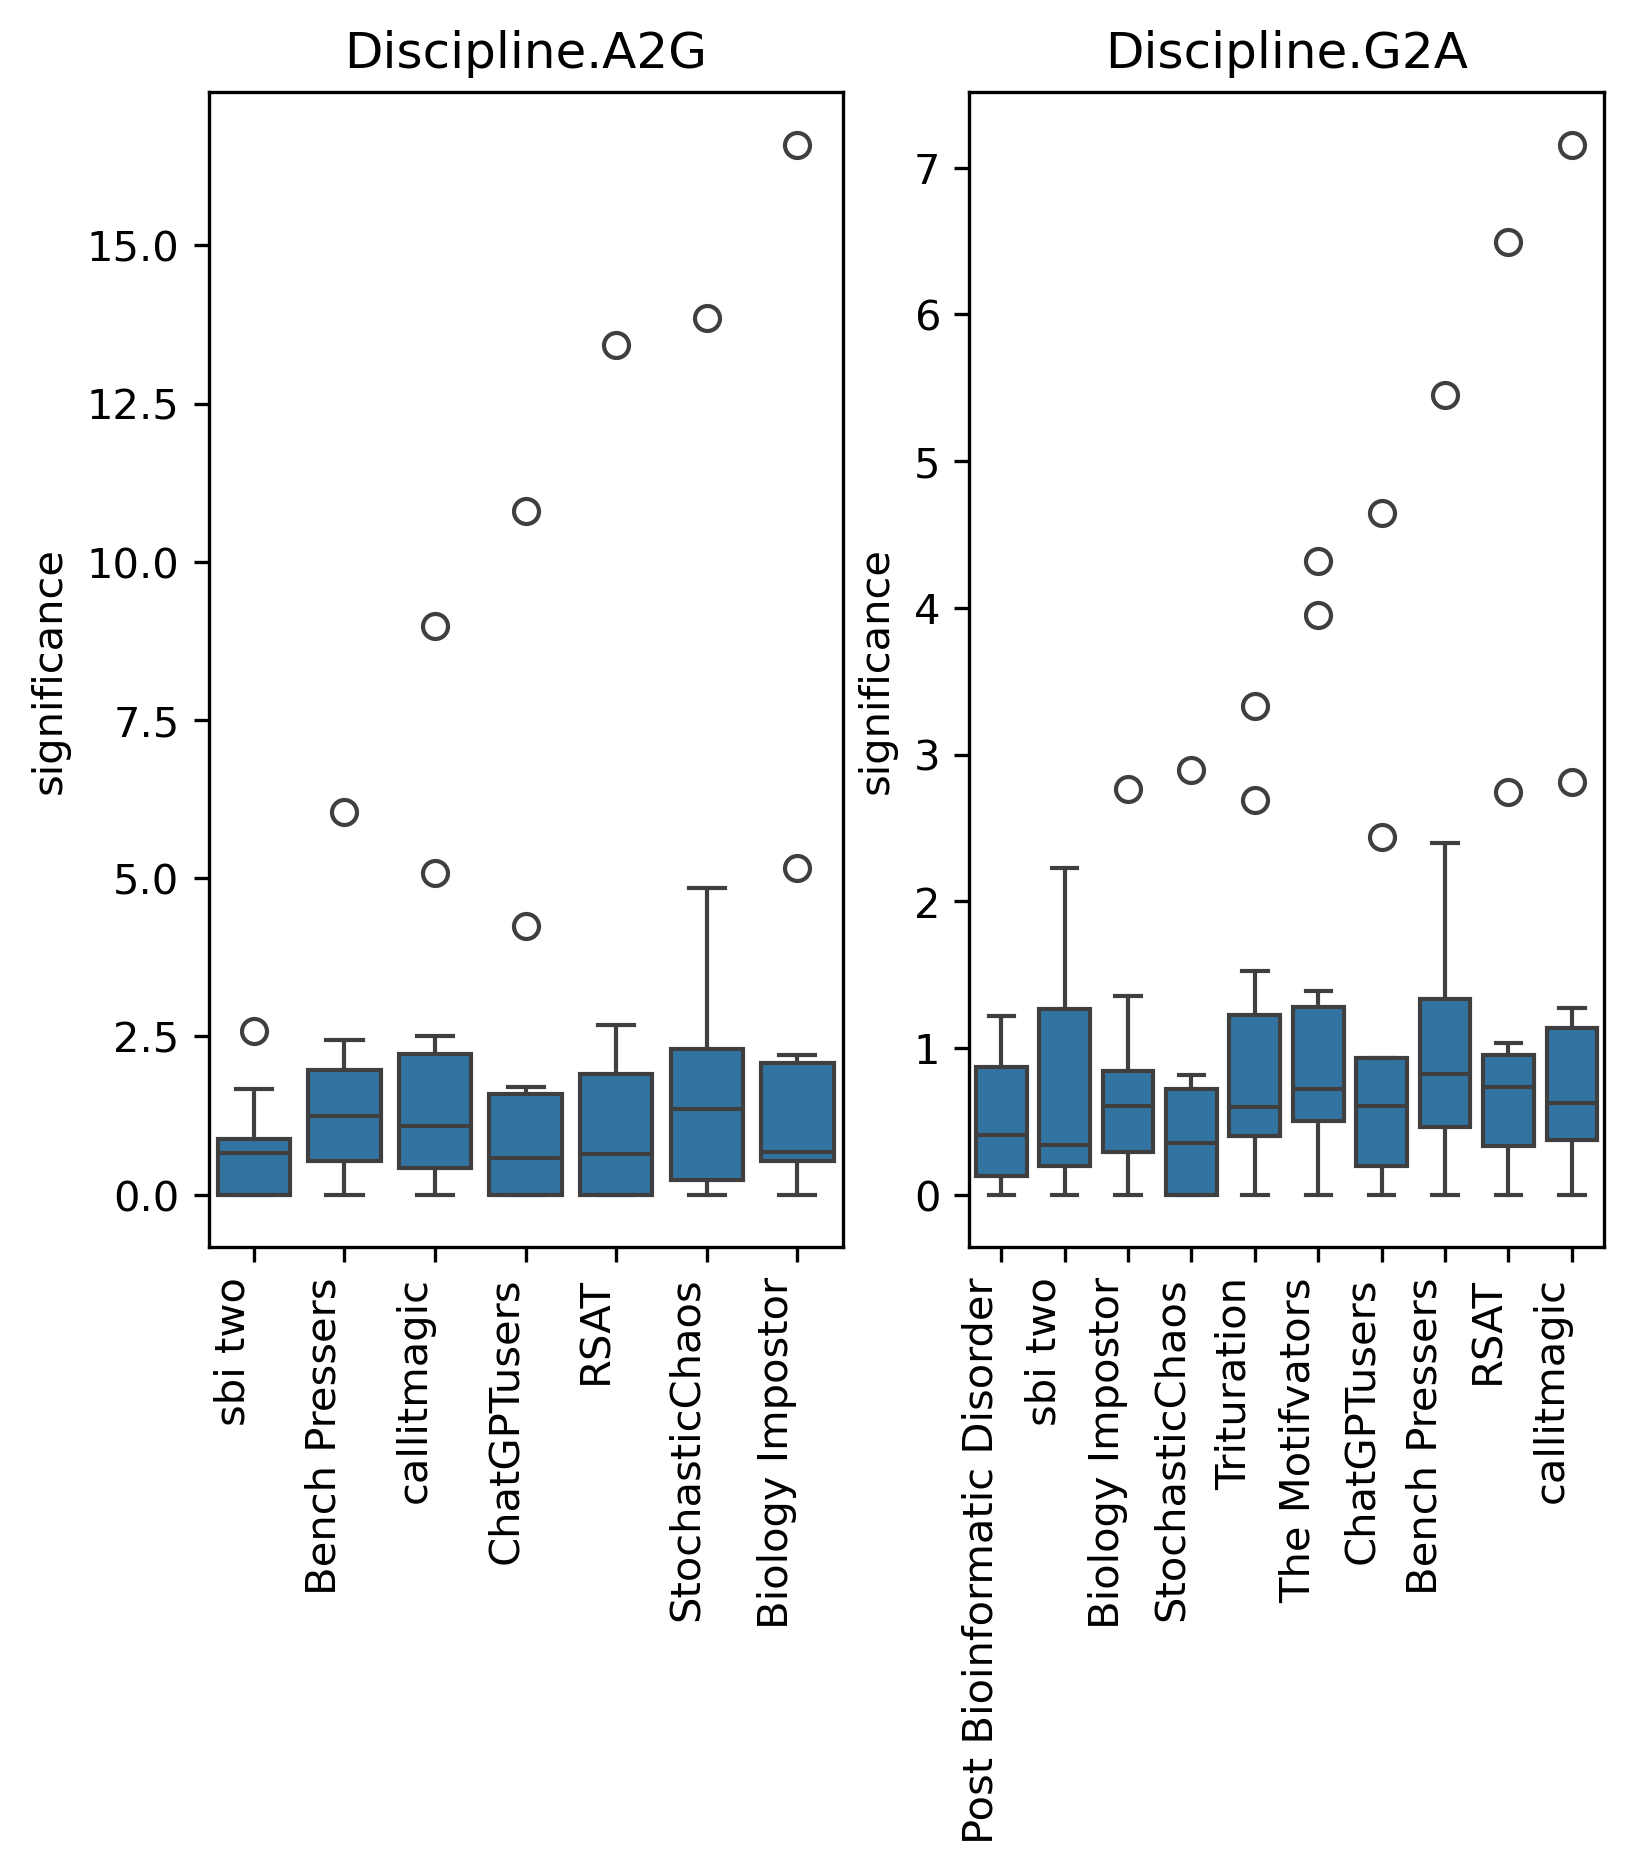 Discipline.A2G
significance
15.0
12.5
10.0
7.5
5.0
2.5
0.0
sbi two
Bench Pressers
callitmagic
ChatGPTusers
RSAT
StochasticChaos
Biology Impostor
Discipline.G2A
significance
7
6
5
4
3
2
1
0
Post Bioinformatic Disorder
sbi two
Biology Impostor
StochasticChaos
Trituration
The Motifvators
ChatGPTusers
Bench Pressers
RSAT
callitmagic